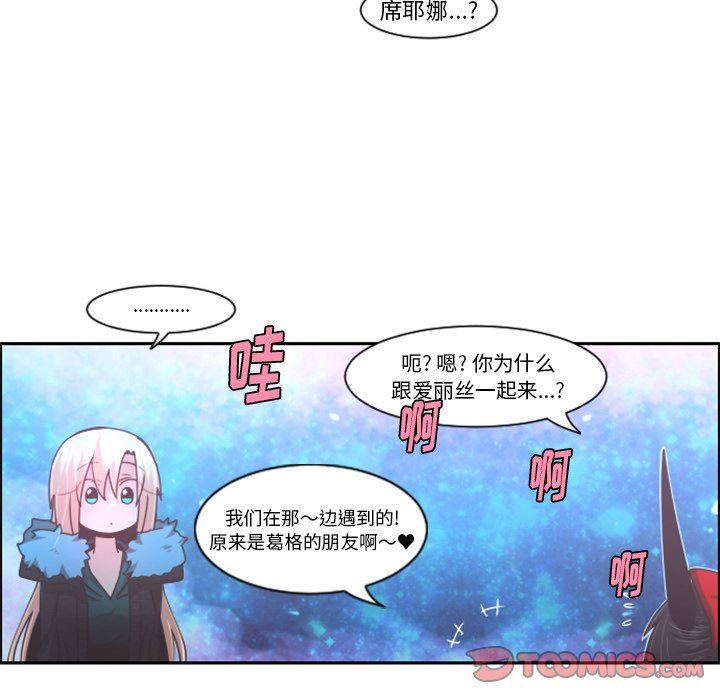 席耶娜...?
...........
哇
呃? 嗯? 你为什么
跟爱丽丝一起来...?
啊
啊
我们在那～边遇到的!
原来是葛格的朋友啊～♥
啊
TOOMICS.COM